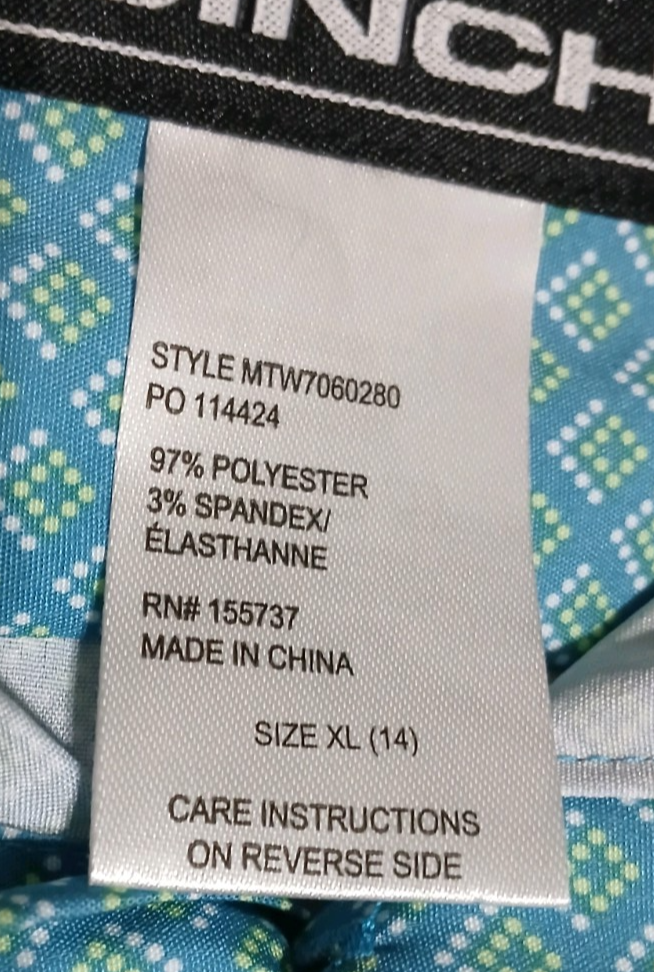 INCH
STYLE MTW7060280
PO 114424
97% POLYESTER
3% SPANDEX/
ÉLASTHANNE
RN# 155737
MADE IN CHINA
SIZE XL (14)
CARE INSTRUCTIONS
ON REVERSE SIDE